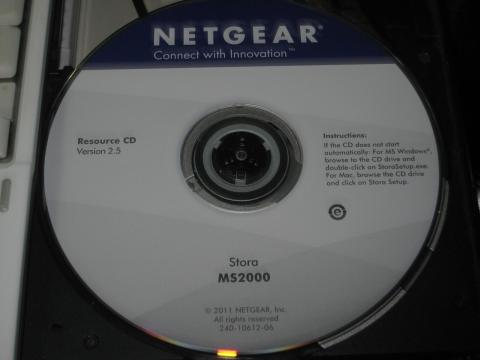 NETGEAR®
Connect with Innovation™
Resource CD
Version 2.5
Instructions:
If the CD does not start
automatically: For MS Windows®,
browse to the CD drive and
double-click on StoraSetup.exe.
For Mac, browse the CD drive
and click on Stora Setup.
e
Stora
MS2000
© 2011 NETGEAR, Inc.
All rights reserved
240-10612-06